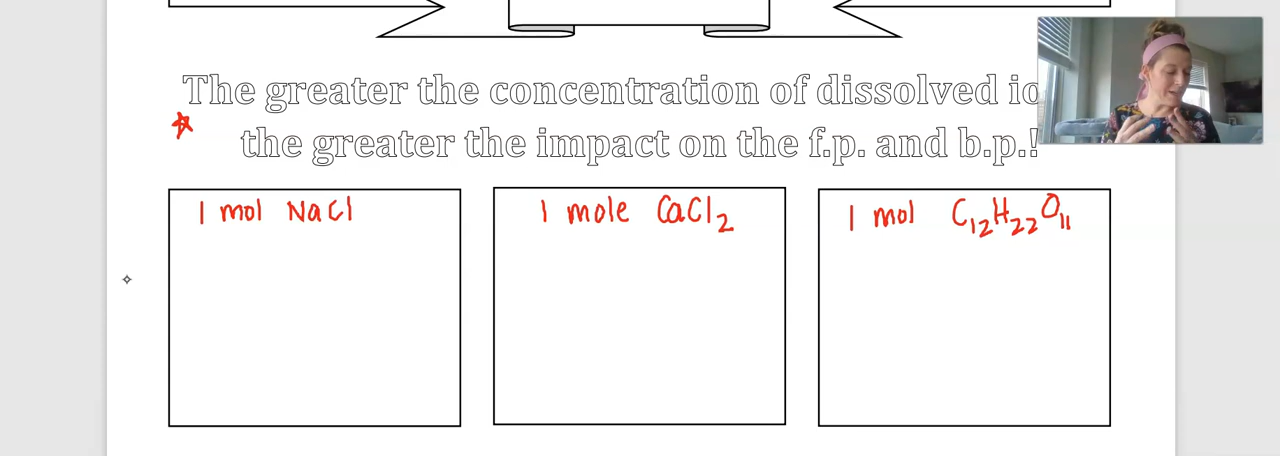 The greater the concentration of dissolved
the greater the impact on the f.p. and b.p.!
1 mol NaCl
1 mole CaCl₂
1 mol C₁₂H₂₂O₁₁